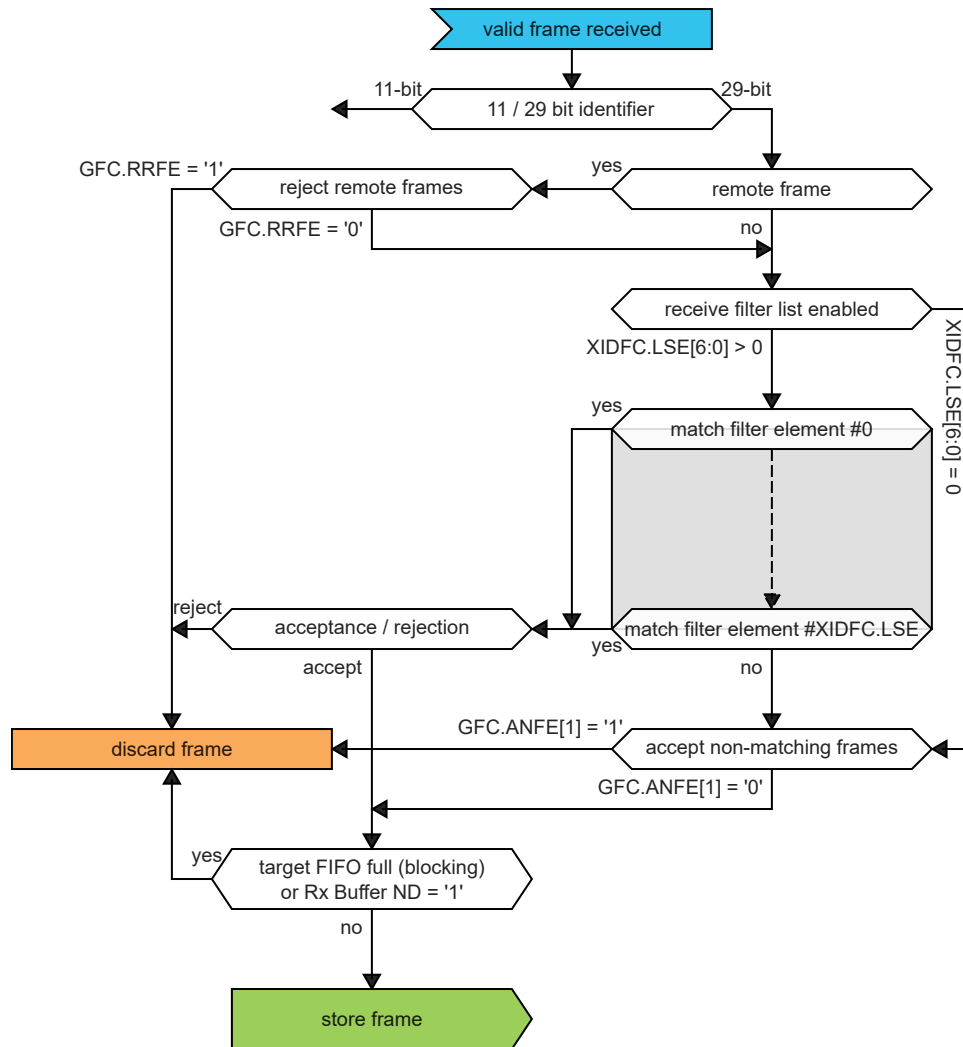 valid frame received
11-bit
29-bit
11 / 29 bit identifier
GFC.RRFE = '1'
yes
reject remote frames
remote frame
GFC.RRFE = '0'
no
receive filter list enabled
XIDFC.LSE[6:0] > 0
XIDFC.LSE[6:0] = 0
yes
match filter element #0
reject
acceptance / rejection
match filter element #XIDFC.LSE
yes
accept
no
GFC.ANFE[1] = '1'
discard frame
accept non-matching frames
GFC.ANFE[1] = '0'
yes
target FIFO full (blocking)
or Rx Buffer ND = '1'
no
store frame